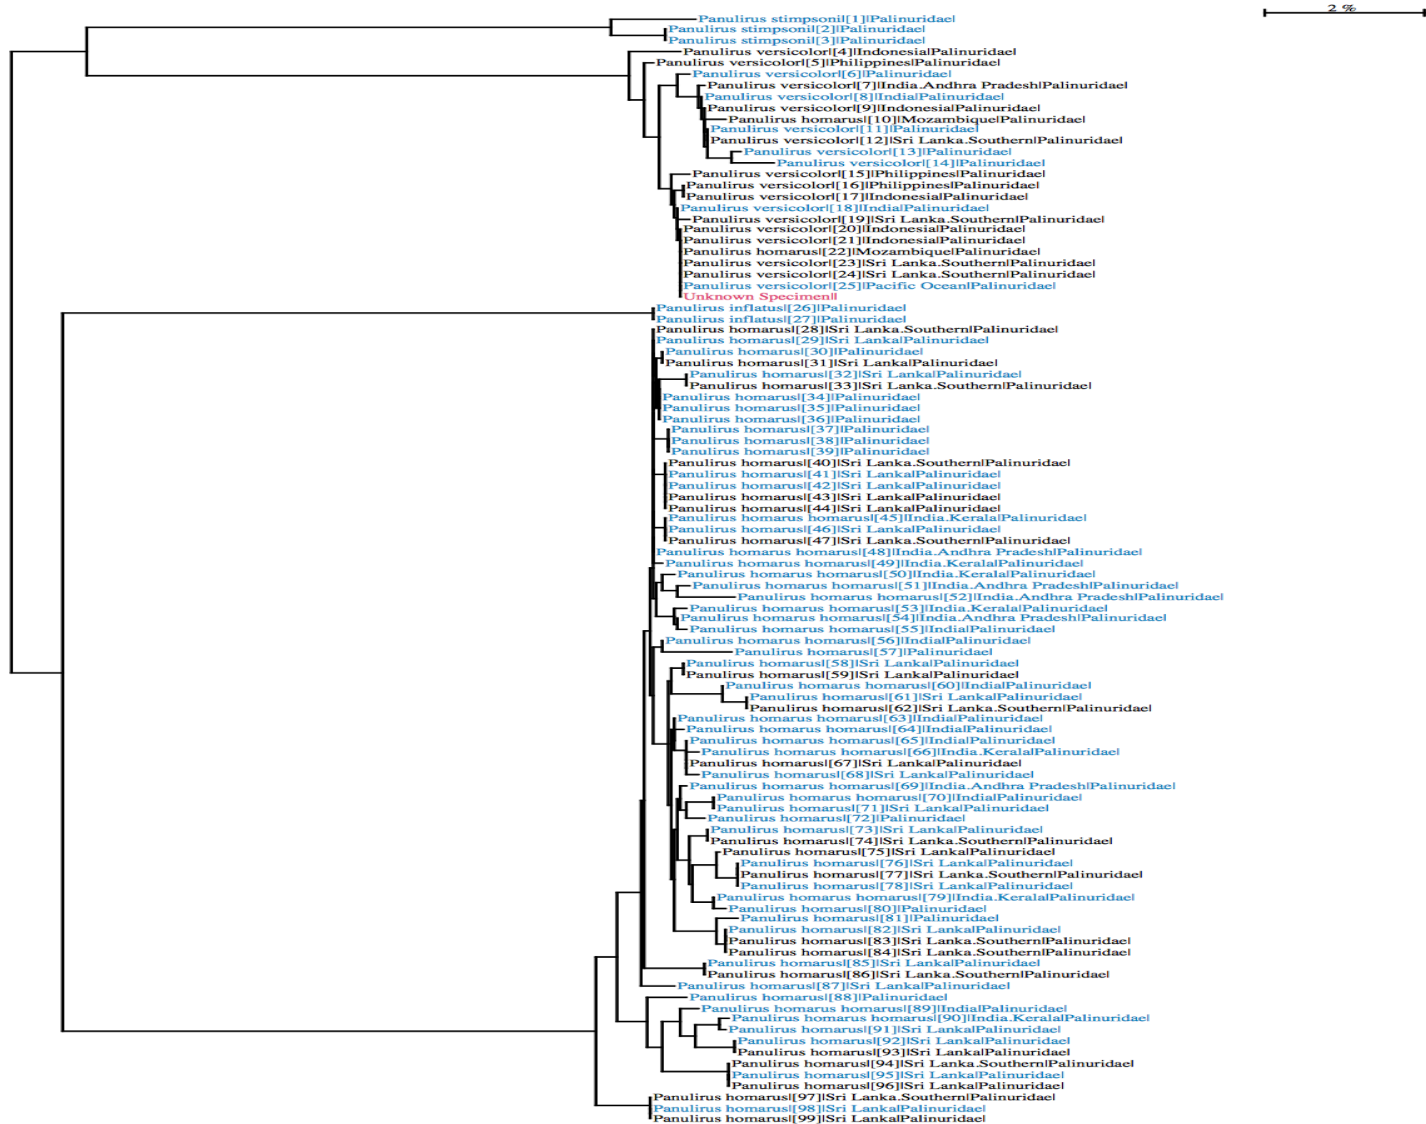 2 %
Panulirus stimpsoni|[1]|Palinuridae|
Panulirus stimpsoni|[2]|Palinuridae|
Panulirus stimpsoni|[3]|Palinuridae|
Panulirus versicolor|[4]|Indonesia|Palinuridae|
Panulirus versicolor|[5]|Philippines|Palinuridae|
Panulirus versicolor|[6]|Palinuridae|
Panulirus versicolor|[7]|India.Andhra Pradesh|Palinuridae|
Panulirus versicolor|[8]|India|Palinuridae|
Panulirus versicolor|[9]|Indonesia|Palinuridae|
Panulirus homarus|[10]|Mozambique|Palinuridae|
Panulirus versicolor|[11]|Palinuridae|
Panulirus versicolor|[12]|Sri Lanka.Southern|Palinuridae|
Panulirus versicolor|[13]|Palinuridae|
Panulirus versicolor|[14]|Palinuridae|
Panulirus versicolor|[15]|Philippines|Palinuridae|
Panulirus versicolor|[16]|Philippines|Palinuridae|
Panulirus versicolor|[17]|Indonesia|Palinuridae|
Panulirus versicolor|[18]|India|Palinuridae|
Panulirus versicolor|[19]|Sri Lanka.Southern|Palinuridae|
Panulirus versicolor|[20]|Indonesia|Palinuridae|
Panulirus versicolor|[21]|Indonesia|Palinuridae|
Panulirus homarus|[22]|Mozambique|Palinuridae|
Panulirus versicolor|[23]|Sri Lanka.Southern|Palinuridae|
Panulirus versicolor|[24]|Sri Lanka.Southern|Palinuridae|
Panulirus versicolor|[25]|Pacific Ocean|Palinuridae|
Unknown Specimen||
Panulirus inflatus|[26]|Palinuridae|
Panulirus inflatus|[27]|Palinuridae|
Panulirus homarus|[28]|Sri Lanka.Southern|Palinuridae|
Panulirus homarus|[29]|Sri Lanka|Palinuridae|
Panulirus homarus|[30]|Palinuridae|
Panulirus homarus|[31]|Sri Lanka|Palinuridae|
Panulirus homarus|[32]|Sri Lanka|Palinuridae|
Panulirus homarus|[33]|Sri Lanka.Southern|Palinuridae|
Panulirus homarus|[34]|Palinuridae|
Panulirus homarus|[35]|Palinuridae|
Panulirus homarus|[36]|Palinuridae|
Panulirus homarus|[37]|Palinuridae|
Panulirus homarus|[38]|Palinuridae|
Panulirus homarus|[39]|Palinuridae|
Panulirus homarus|[40]|Sri Lanka.Southern|Palinuridae|
Panulirus homarus|[41]|Sri Lanka|Palinuridae|
Panulirus homarus|[42]|Sri Lanka|Palinuridae|
Panulirus homarus|[43]|Sri Lanka|Palinuridae|
Panulirus homarus|[44]|Sri Lanka|Palinuridae|
Panulirus homarus homarus|[45]|India.Kerala|Palinuridae|
Panulirus homarus|[46]|Sri Lanka|Palinuridae|
Panulirus homarus|[47]|Sri Lanka.Southern|Palinuridae|
Panulirus homarus homarus|[48]|India.Andhra Pradesh|Palinuridae|
Panulirus homarus homarus|[49]|India.Kerala|Palinuridae|
Panulirus homarus homarus|[50]|India.Kerala|Palinuridae|
Panulirus homarus homarus|[51]|India.Andhra Pradesh|Palinuridae|
Panulirus homarus homarus|[52]|India.Andhra Pradesh|Palinuridae|
Panulirus homarus homarus|[53]|India.Kerala|Palinuridae|
Panulirus homarus homarus|[54]|India.Andhra Pradesh|Palinuridae|
Panulirus homarus homarus|[55]|India|Palinuridae|
Panulirus homarus homarus|[56]|India|Palinuridae|
Panulirus homarus|[57]|Palinuridae|
Panulirus homarus|[58]|Sri Lanka|Palinuridae|
Panulirus homarus|[59]|Sri Lanka|Palinuridae|
Panulirus homarus homarus|[60]|India|Palinuridae|
Panulirus homarus|[61]|Sri Lanka|Palinuridae|
Panulirus homarus|[62]|Sri Lanka.Southern|Palinuridae|
Panulirus homarus homarus|[63]|India|Palinuridae|
Panulirus homarus homarus|[64]|India|Palinuridae|
Panulirus homarus homarus|[65]|India|Palinuridae|
Panulirus homarus homarus|[66]|India.Kerala|Palinuridae|
Panulirus homarus|[67]|Sri Lanka|Palinuridae|
Panulirus homarus|[68]|Sri Lanka|Palinuridae|
Panulirus homarus homarus|[69]|India.Andhra Pradesh|Palinuridae|
Panulirus homarus homarus|[70]|India|Palinuridae|
Panulirus homarus|[71]|Sri Lanka|Palinuridae|
Panulirus homarus|[72]|Palinuridae|
Panulirus homarus|[73]|Sri Lanka|Palinuridae|
Panulirus homarus|[74]|Sri Lanka.Southern|Palinuridae|
Panulirus homarus|[75]|Sri Lanka|Palinuridae|
Panulirus homarus|[76]|Sri Lanka|Palinuridae|
Panulirus homarus|[77]|Sri Lanka.Southern|Palinuridae|
Panulirus homarus|[78]|Sri Lanka|Palinuridae|
Panulirus homarus homarus|[79]|India.Kerala|Palinuridae|
Panulirus homarus|[80]|Palinuridae|
Panulirus homarus|[81]|Palinuridae|
Panulirus homarus|[82]|Sri Lanka|Palinuridae|
Panulirus homarus|[83]|Sri Lanka.Southern|Palinuridae|
Panulirus homarus|[84]|Sri Lanka.Southern|Palinuridae|
Panulirus homarus|[85]|Sri Lanka|Palinuridae|
Panulirus homarus|[86]|Sri Lanka.Southern|Palinuridae|
Panulirus homarus|[87]|Sri Lanka|Palinuridae|
Panulirus homarus|[88]|Palinuridae|
Panulirus homarus homarus|[89]|India|Palinuridae|
Panulirus homarus homarus|[90]|India.Kerala|Palinuridae|
Panulirus homarus|[91]|Sri Lanka|Palinuridae|
Panulirus homarus|[92]|Sri Lanka|Palinuridae|
Panulirus homarus|[93]|Sri Lanka|Palinuridae|
Panulirus homarus|[94]|Sri Lanka.Southern|Palinuridae|
Panulirus homarus|[95]|Sri Lanka|Palinuridae|
Panulirus homarus|[96]|Sri Lanka|Palinuridae|
Panulirus homarus|[97]|Sri Lanka.Southern|Palinuridae|
Panulirus homarus|[98]|Sri Lanka|Palinuridae|
Panulirus homarus|[99]|Sri Lanka|Palinuridae|